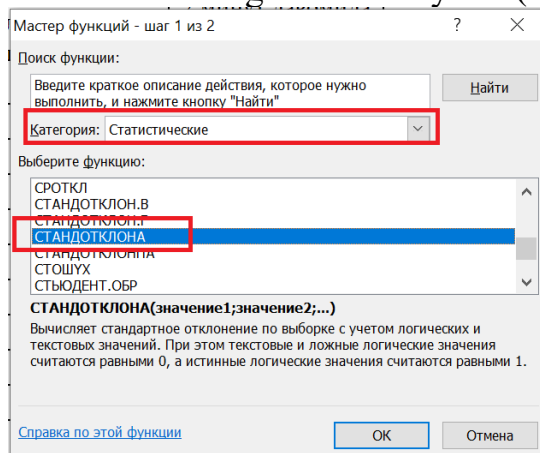 Мастер функций - шаг 1 из 2 ? ×
Поиск функции:
Введите краткое описание действия, которое нужно
выполнить, и нажмите кнопку "Найти"
Найти
Категория: Статистические
Выберите функцию:
СРОТКЛ
СТАНДОТКЛОН.В
СТАНДОТКЛОН.Г
СТАНДОТКЛОНА
СТАНДОТКЛОНПА
СТОШYX
СТЬЮДЕНТ.ОБР
СТАНДОТКЛОНА(значение1;значение2;...)
Вычисляет стандартное отклонение по выборке с учетом логических и
текстовых значений. При этом текстовые и ложные логические значения
считаются равными 0, а истинные логические значения считаются равными 1.
Справка по этой функции
ОК
Отмена